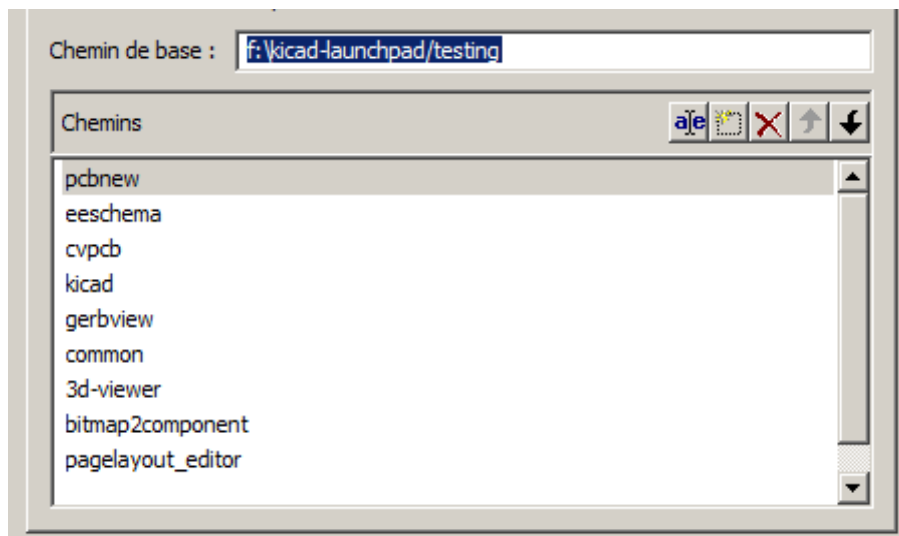 Chemin de base : f:\kicad-launchpad/testing
Chemins
pcbnew
eeschema
cvpcb
kicad
gerbview
common
3d-viewer
bitmap2component
pagelayout_editor